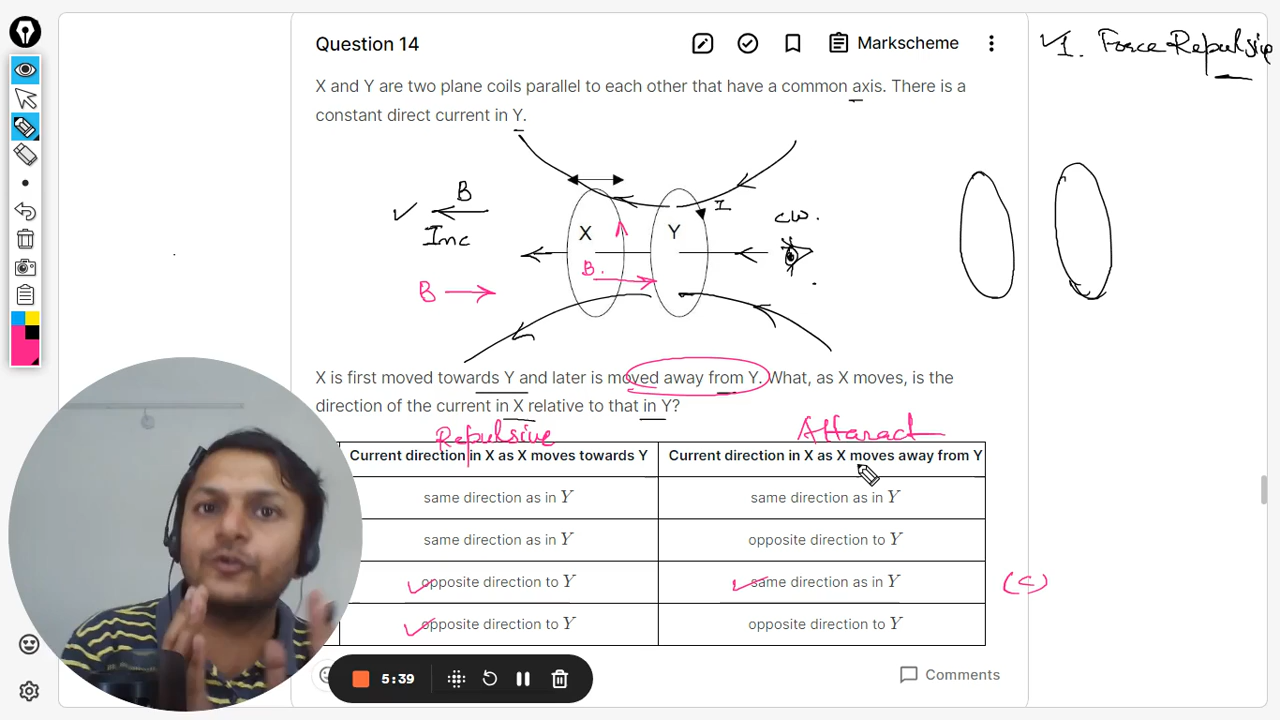 Question 14
Markscheme
✓1. Force Repulsive
X and Y are two plane coils parallel to each other that have a common axis. There is a
constant direct current in Y.
B
Inc
B
X
Y
I
cw.
B.
X is first moved towards Y and later is moved away from Y. What, as X moves, is the
direction of the current in X relative to that in Y?
Repulsive
Attaract
Current direction in X as X moves towards Y
Current direction in X as X moves away from Y
same direction as in Y
same direction as in Y
same direction as in Y
opposite direction to Y
opposite direction to Y
same direction as in Y
(C)
opposite direction to Y
opposite direction to Y
5:39
Comments